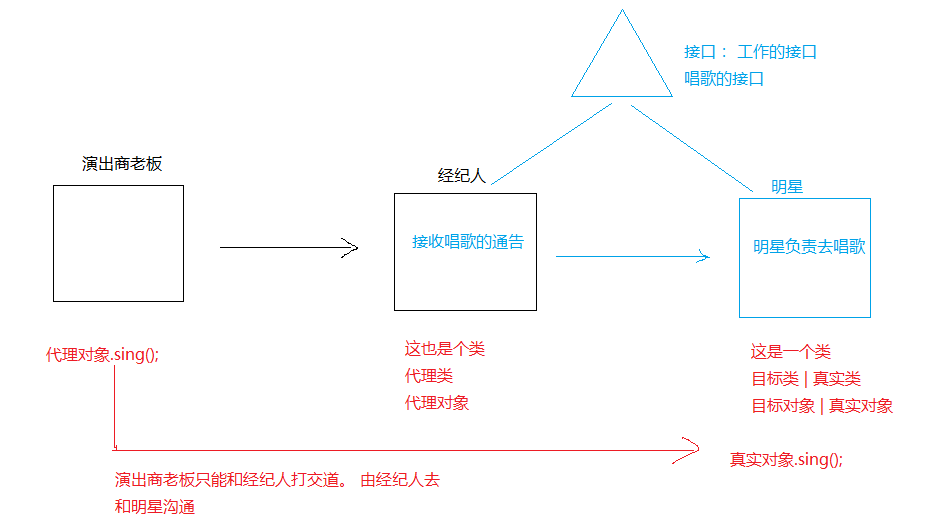 接口： 工作的接口
唱歌的接口
演出商老板
经纪人
明星
接收唱歌的通告
明星负责去唱歌
代理对象.sing();
这也是个类
代理类
代理对象
这是一个类
目标类 | 真实类
目标对象 | 真实对象
真实对象.sing();
演出商老板只能和经纪人打交道。 由经纪人去
和明星沟通